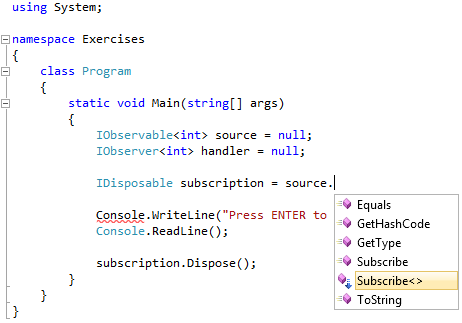 using System;
namespace Exercises
{
class Program
{
static void Main(string[] args)
{
IObservable<int> source = null;
IObserver<int> handler = null;
IDisposable subscription = source.
Console.WriteLine("Press ENTER to
Console.ReadLine();
subscription.Dispose();
}
}
}
Equals
GetHashCode
GetType
Subscribe
Subscribe<>
ToString